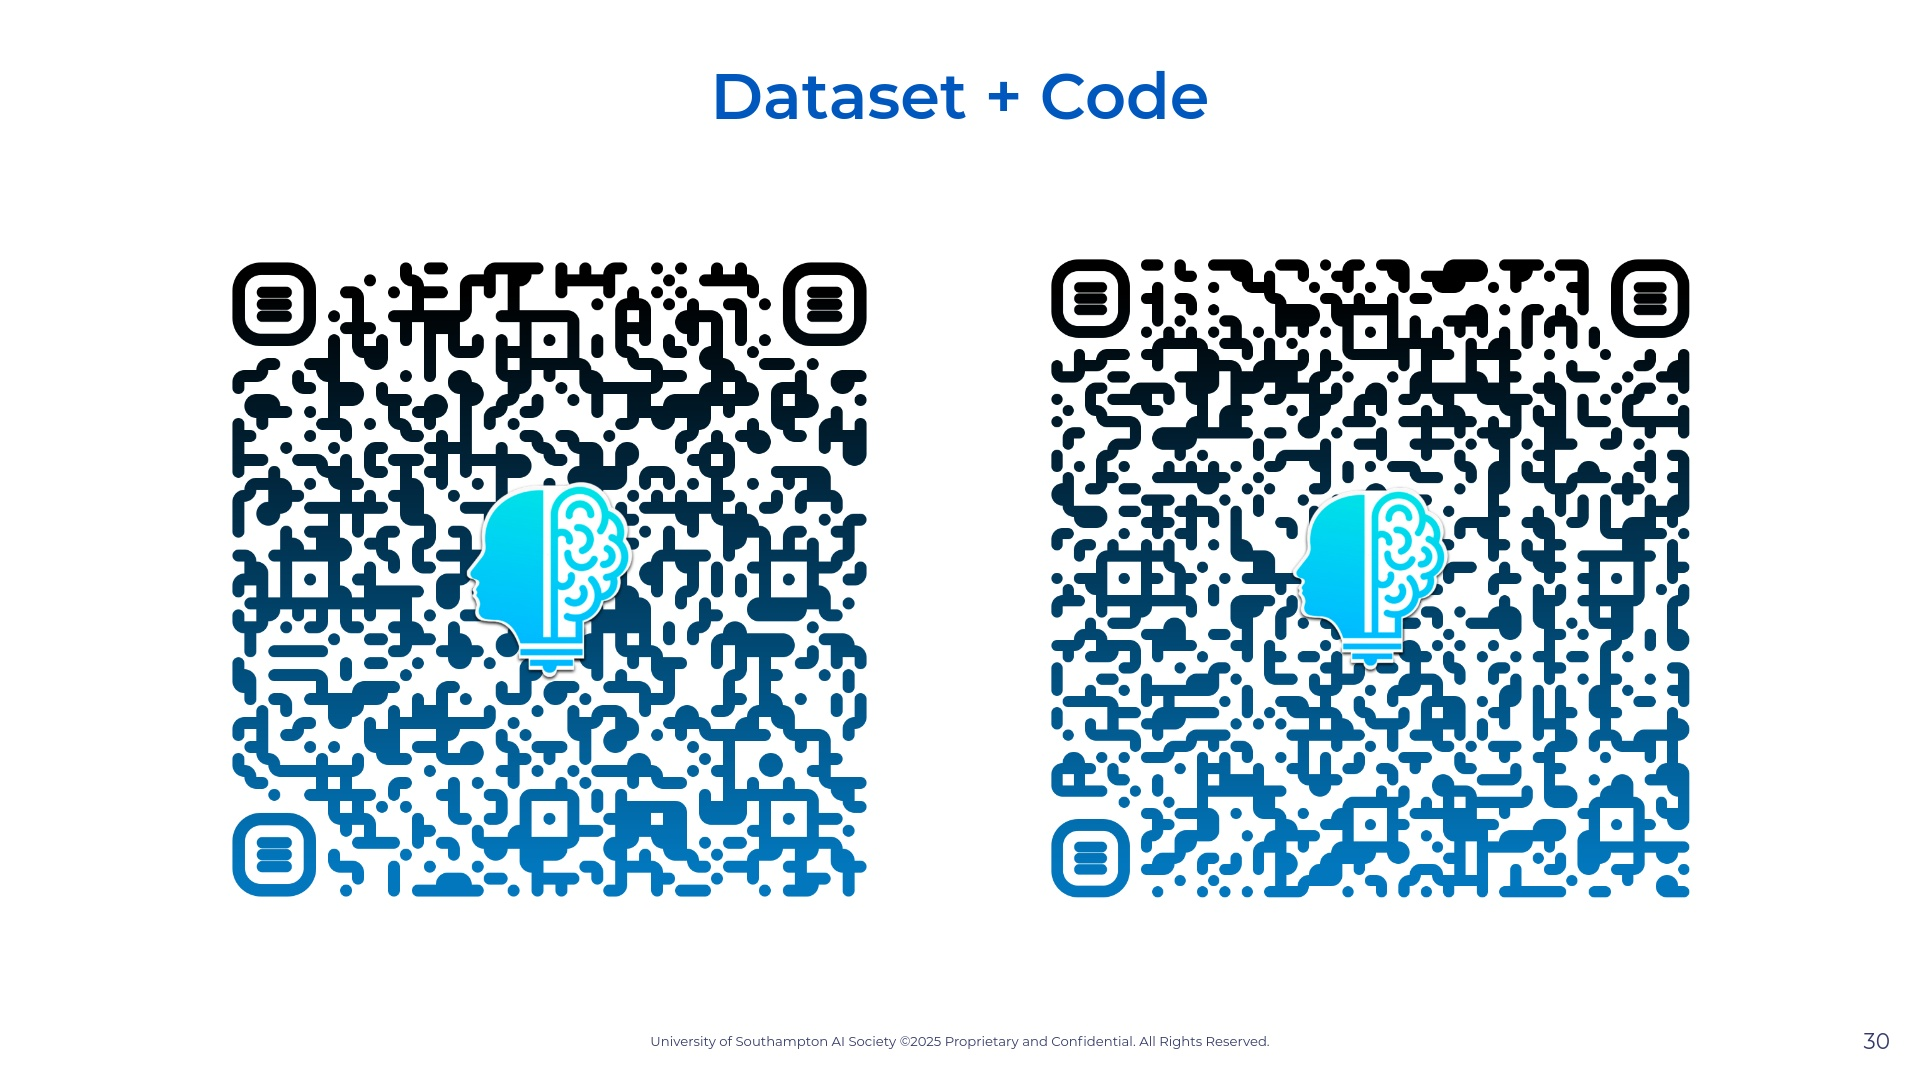 Dataset + Code
University of Southampton AI Society ©2025 Proprietary and Confidential. All Rights Reserved.
30